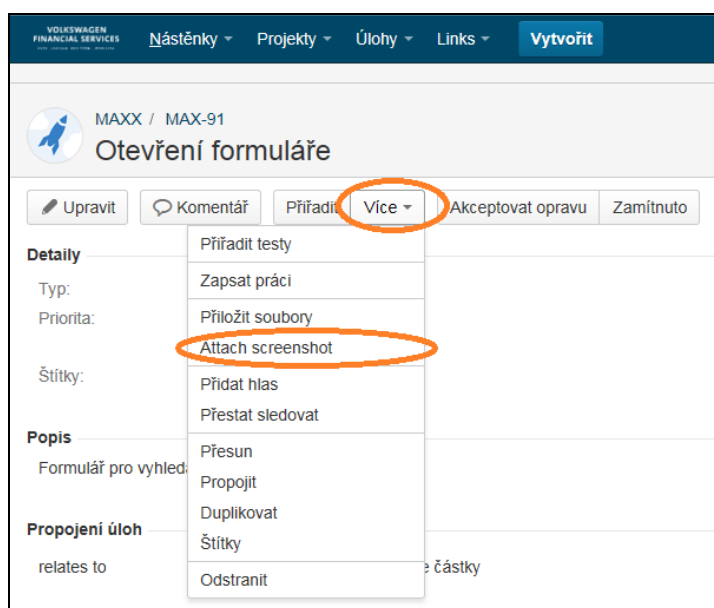 VOLKSWAGEN
FINANCIAL SERVICES
Nástěnky Projekty Úlohy Links Vytvořit
MAXX / MAX-91
Otevření formuláře
Upravit Komentář Přiřadit Více Akceptovat opravu Zamítnuto
Detaily
Typ:
Priorita:
Štítky:
Popis
Formulář pro
Propojení úloh
relates to
částky
Přiřadit testy
Zapsat práci
Přiložit soubory
Attach screenshot
Přidat hlas
Přestat sledovat
Přesun
Propojit
Duplikovat
Štítky
Odstranit